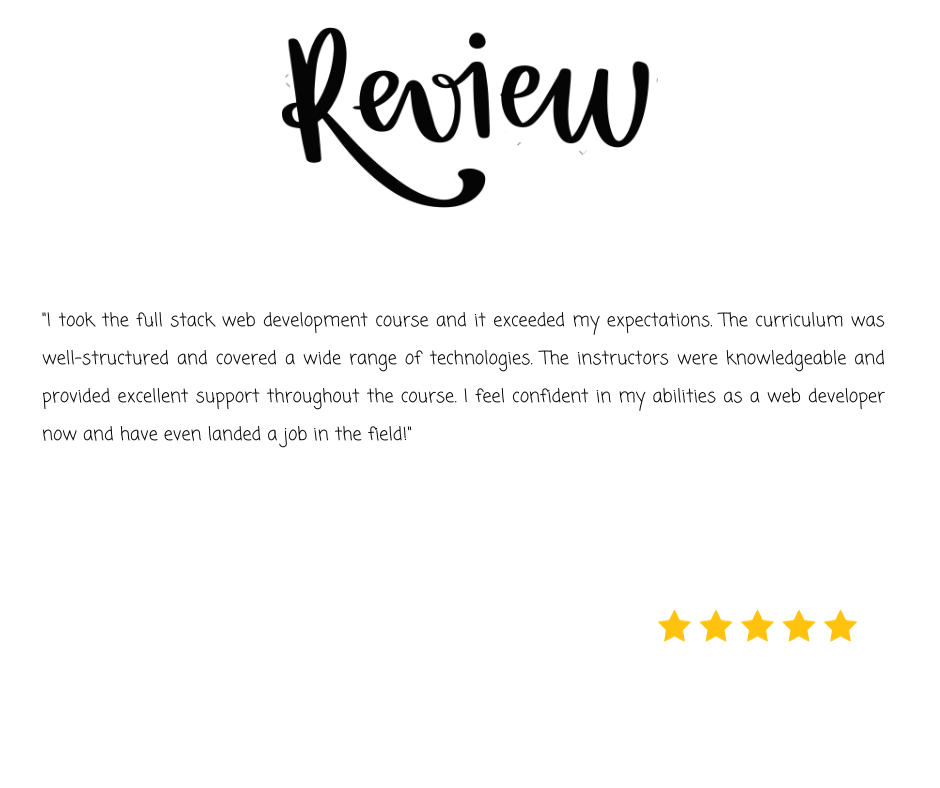 Review
"I took the full stack web development course and it exceeded my expectations. The curriculum was
well-structured and covered a wide range of technologies. The instructors were knowledgeable and
provided excellent support throughout the course. I feel confident in my abilities as a web developer
now and have even landed a job in the field!"